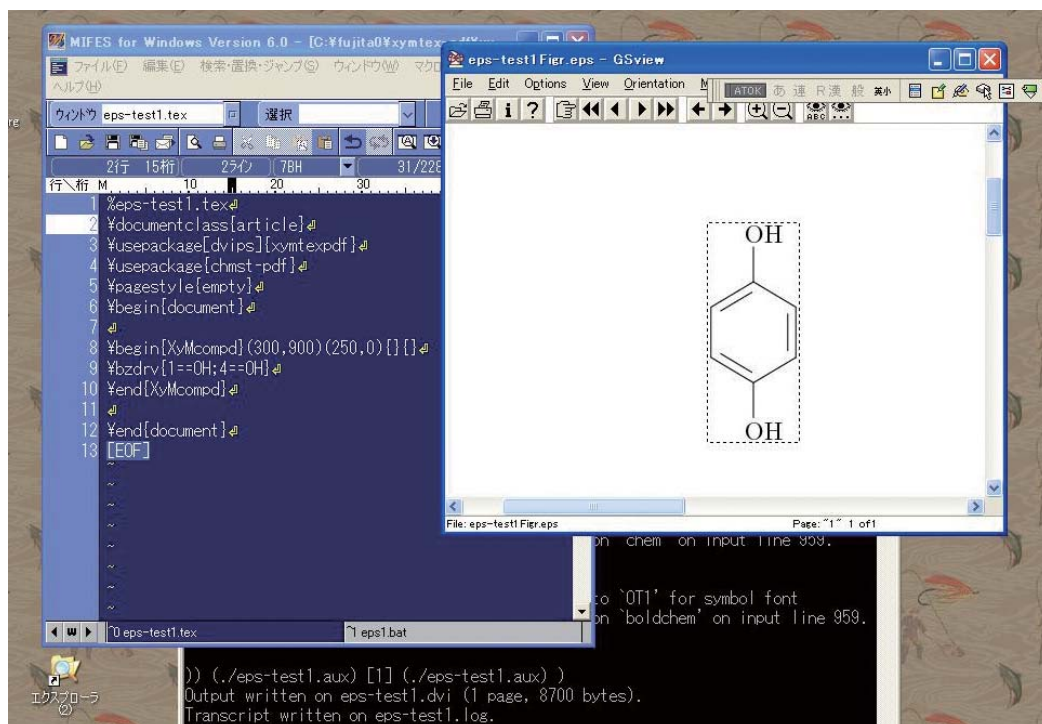 MIFES for Windows Version 6.0 - [C:¥fujita0¥xymtex
ファイル(F) 編集(E) 検索・置換・ジャンプ(S) ウィンドウ(W) マクロ
ヘルプ(H)
ウィンドウ eps-test1.tex 選択
2行 15桁 2ライン 7BH 31/228
行＼桁 M 10 20 30
1 %eps-test1.tex
2 ¥documentclass{article}
3 ¥usepackage[dvips]{xymtexpdf}
4 ¥usepackage{chmst-pdf}
5 ¥pagestyle{empty}
6 ¥begin{document}
7
8 ¥begin{XyMcompd}(300,900)(250,0){}{}
9 ¥bzdrv{1==OH;4==OH}
10 ¥end{XyMcompd}
11
12 ¥end{document}
13 [EOF]
~
~
~
~
~
~
~
~0 eps-test1.tex ~1 eps1.bat
eps-test1Figr.eps - GSview
File Edit Options View Orientation M
ATOK あ 連 R漢 般 英小
i ? ABC
OH
OH
File: eps-test1Figr.eps Page: "1" 1 of 1
on `chem' on input line 959.
to `OT1' for symbol font
on `boldchem' on input line 959.
)) (./eps-test1.aux) [1] (./eps-test1.aux) )
Output written on eps-test1.dvi (1 page, 8700 bytes).
Transcript written on eps-test1.log.
エクスプローラ
(2)